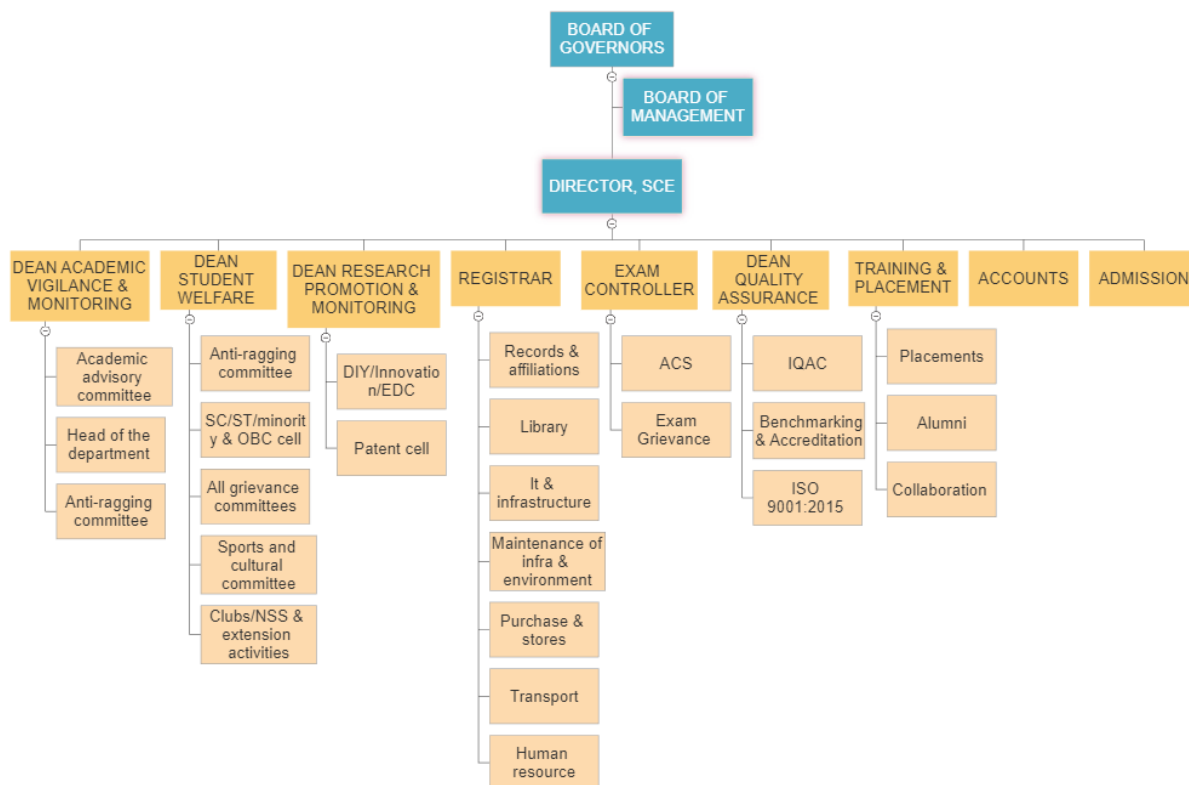 BOARD OF
GOVERNORS
BOARD OF
MANAGEMENT
DIRECTOR, SCE
DEAN ACADEMIC
VIGILANCE &
MONITORING
Academic
advisory
committee
Head of the
department
Anti-ragging
committee
DEAN
STUDENT
WELFARE
Anti-ragging
committee
SC/ST/minorit
y & OBC cell
All grievance
committees
Sports and
cultural
committee
Clubs/NSS &
extension
activities
DEAN RESEARCH
PROMOTION &
MONITORING
DIY/Innovatio
n/EDC
Patent cell
REGISTRAR
Records &
affiliations
Library
It &
infrastructure
Maintenance of
infra &
environment
Purchase &
stores
Transport
Human
resource
EXAM
CONTROLLER
ACS
Exam
Grievance
DEAN
QUALITY
ASSURANCE
IQAC
Benchmarking
& Accreditation
ISO
9001:2015
TRAINING &
PLACEMENT
Placements
Alumni
Collaboration
ACCOUNTS
ADMISSION